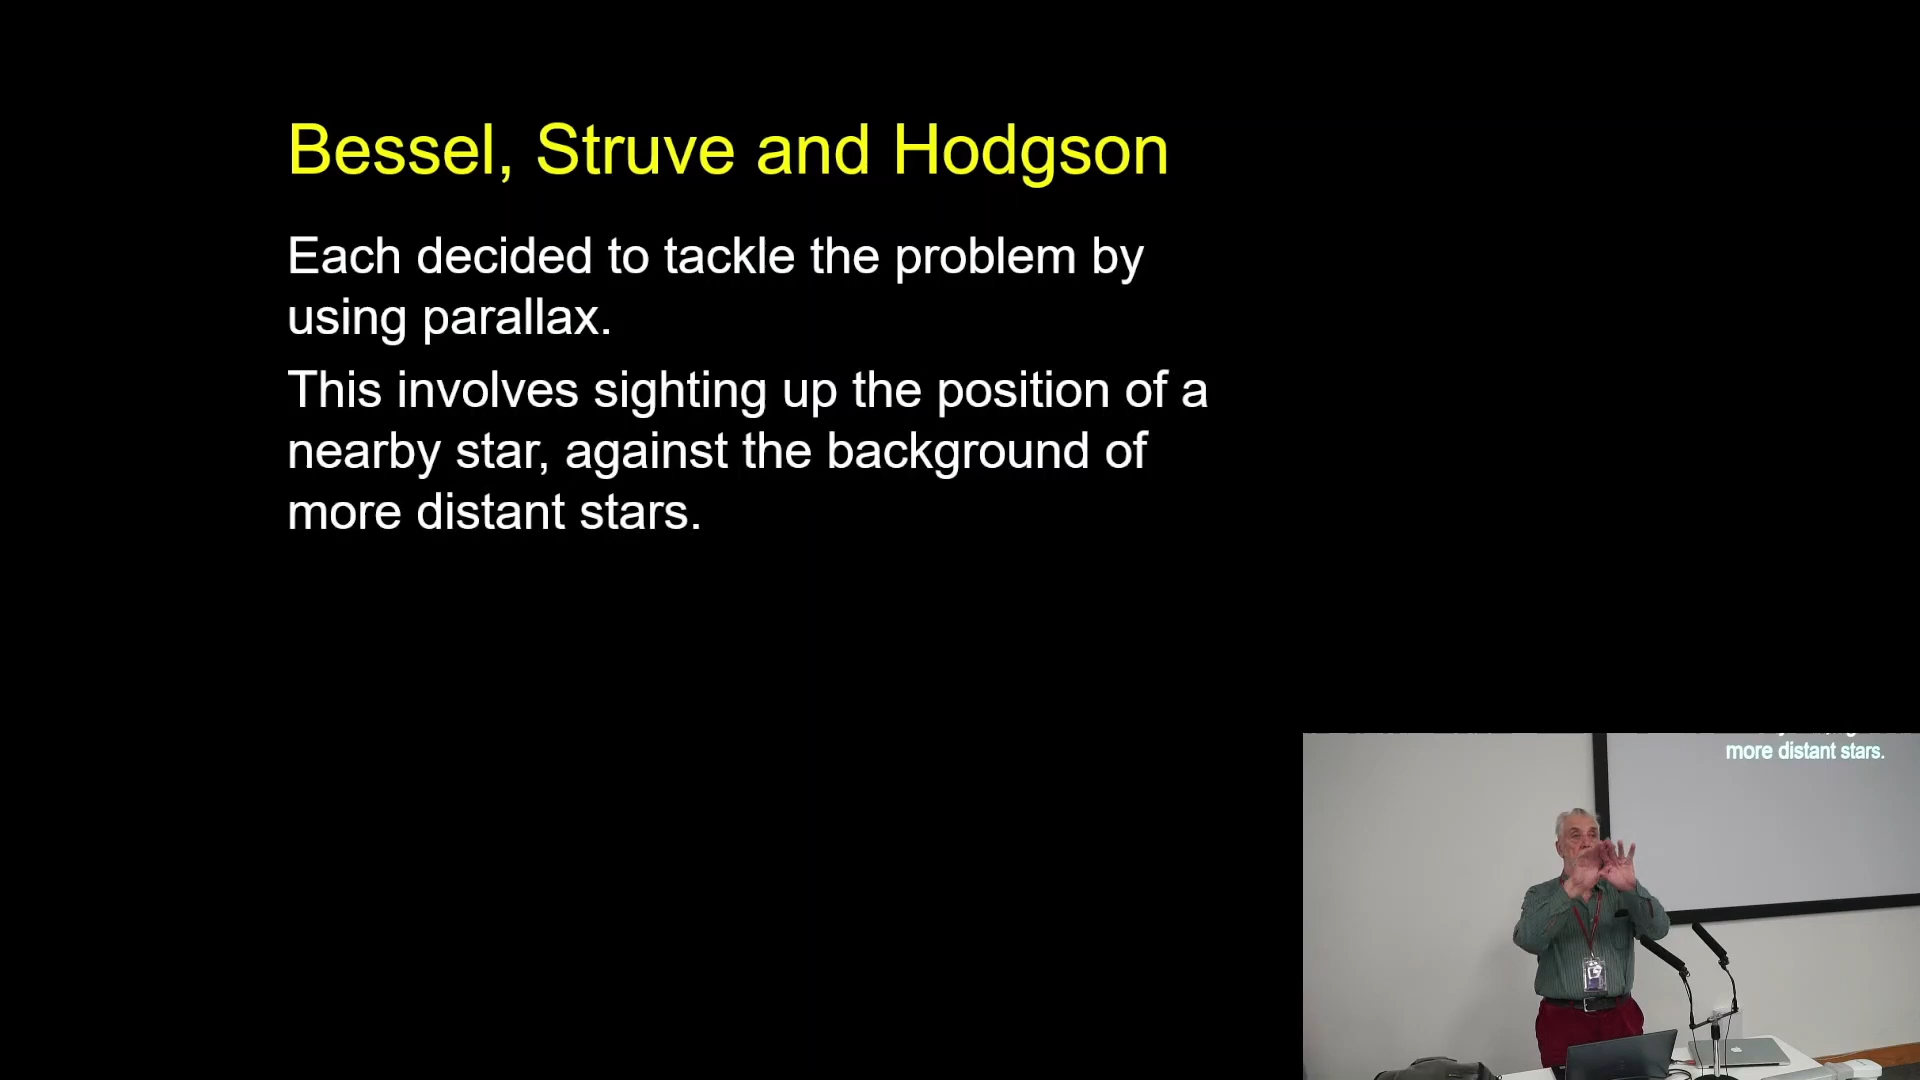 Bessel, Struve and Hodgson
Each decided to tackle the problem by
using parallax.
This involves sighting up the position of a
nearby star, against the background of
more distant stars.
more distant stars.